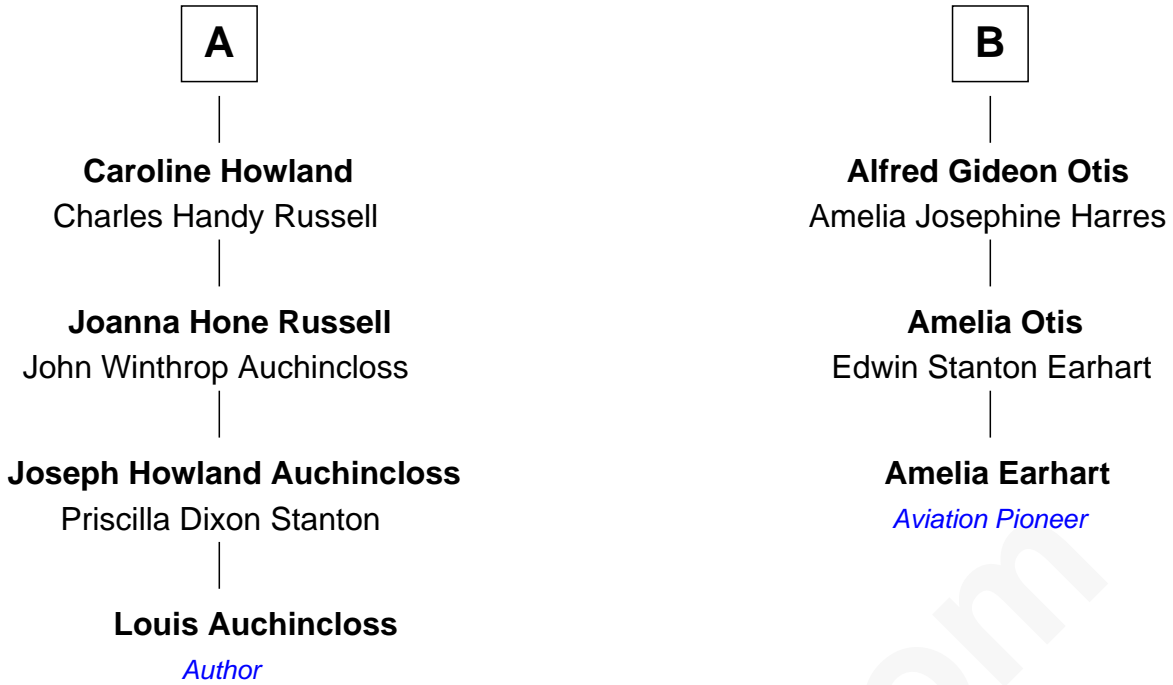 A
Caroline Howland
Charles Handy Russell
Joanna Hone Russell
John Winthrop Auchincloss
Joseph Howland Auchincloss
Priscilla Dixon Stanton
Louis Auchincloss
Author
B
Alfred Gideon Otis
Amelia Josephine Harres
Amelia Otis
Edwin Stanton Earhart
Amelia Earhart
Aviation Pioneer
om